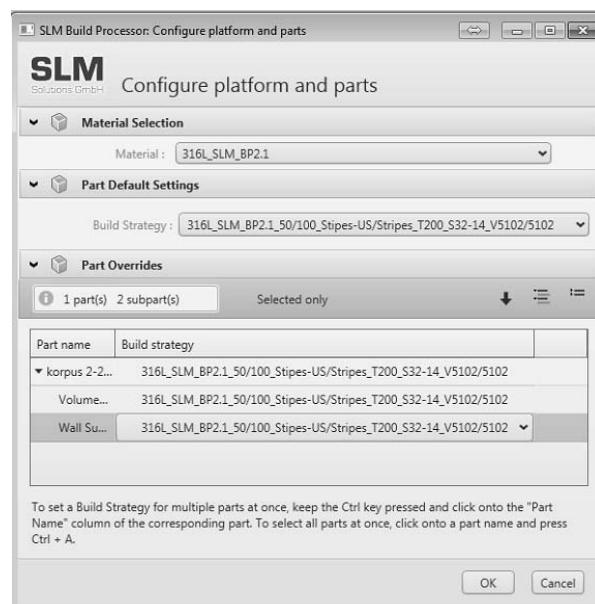 SLM Build Processor: Configure platform and parts
SLM
Solutions GmbH
Configure platform and parts
Material Selection
Material : 316L_SLM_BP2.1
Part Default Settings
Build Strategy : 316L_SLM_BP2.1_50/100_Stipes-US/Stripes_T200_S32-14_V5102/5102
Part Overrides
1 part(s) 2 subpart(s) Selected only
Part name Build strategy
korpus 2-2... 316L_SLM_BP2.1_50/100_Stipes-US/Stripes_T200_S32-14_V5102/5102
Volume... 316L_SLM_BP2.1_50/100_Stipes-US/Stripes_T200_S32-14_V5102/5102
Wall Su... 316L_SLM_BP2.1_50/100_Stipes-US/Stripes_T200_S32-14_V5102/5102
To set a Build Strategy for multiple parts at once, keep the Ctrl key pressed and click onto the "Part
Name" column of the corresponding part. To select all parts at once, click onto a part name and press
Ctrl + A.
OK Cancel